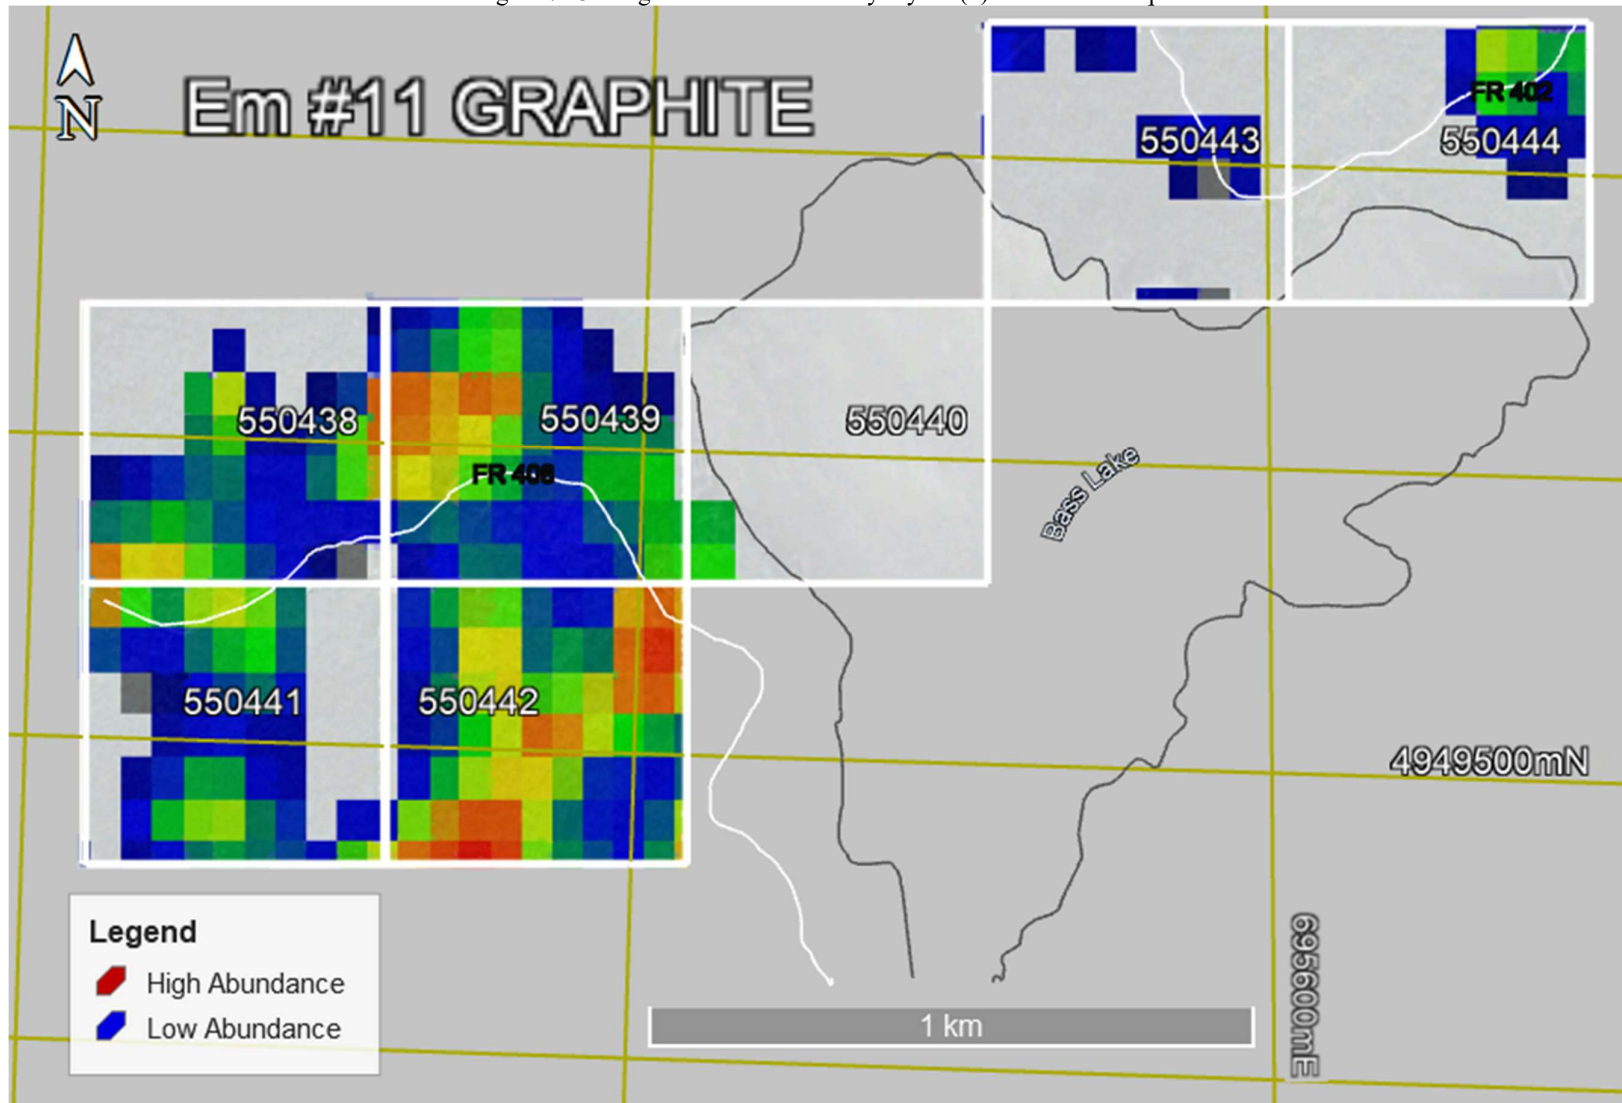 N
Em #11 GRAPHITE
FR 402
550443
550444
550438
550439
550440
FR 408
Bass Lake
550441
550442
4949500mN
695600mE
Legend
High Abundance
Low Abundance
1 km